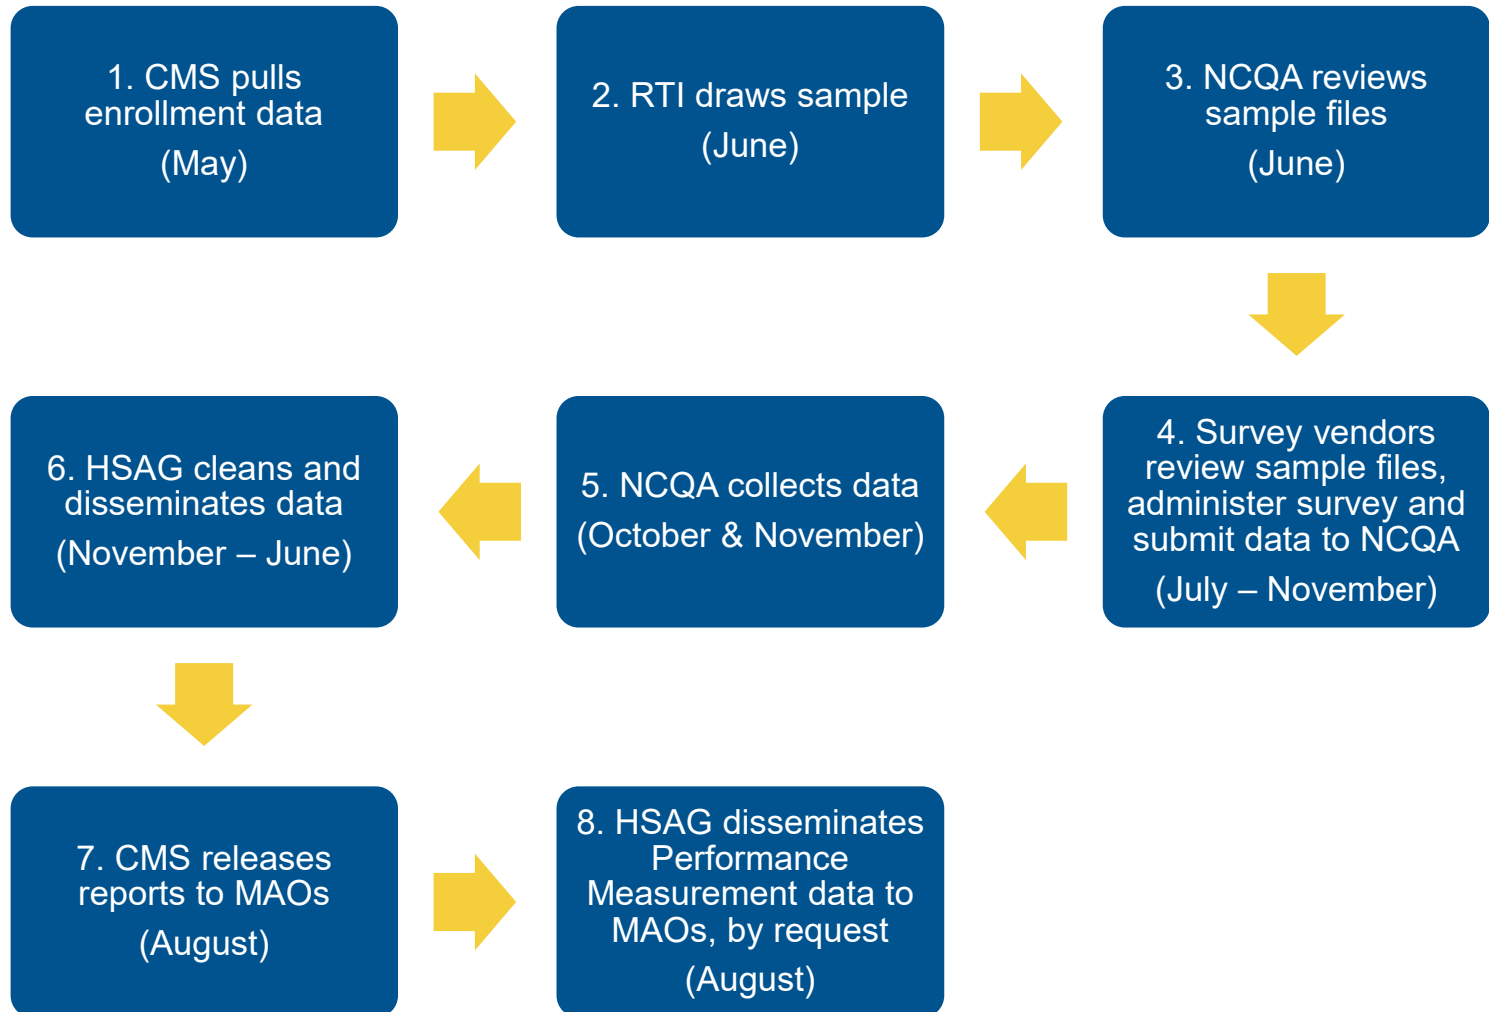 1. CMS pulls
enrollment data
(May)
2. RTI draws sample
(June)
3. NCQA reviews
sample files
(June)
4. Survey vendors
review sample files,
administer survey and
submit data to NCQA
(July – November)
5. NCQA collects data
(October & November)
6. HSAG cleans and
disseminates data
(November – June)
7. CMS releases
reports to MAOs
(August)
8. HSAG disseminates
Performance
Measurement data to
MAOs, by request
(August)